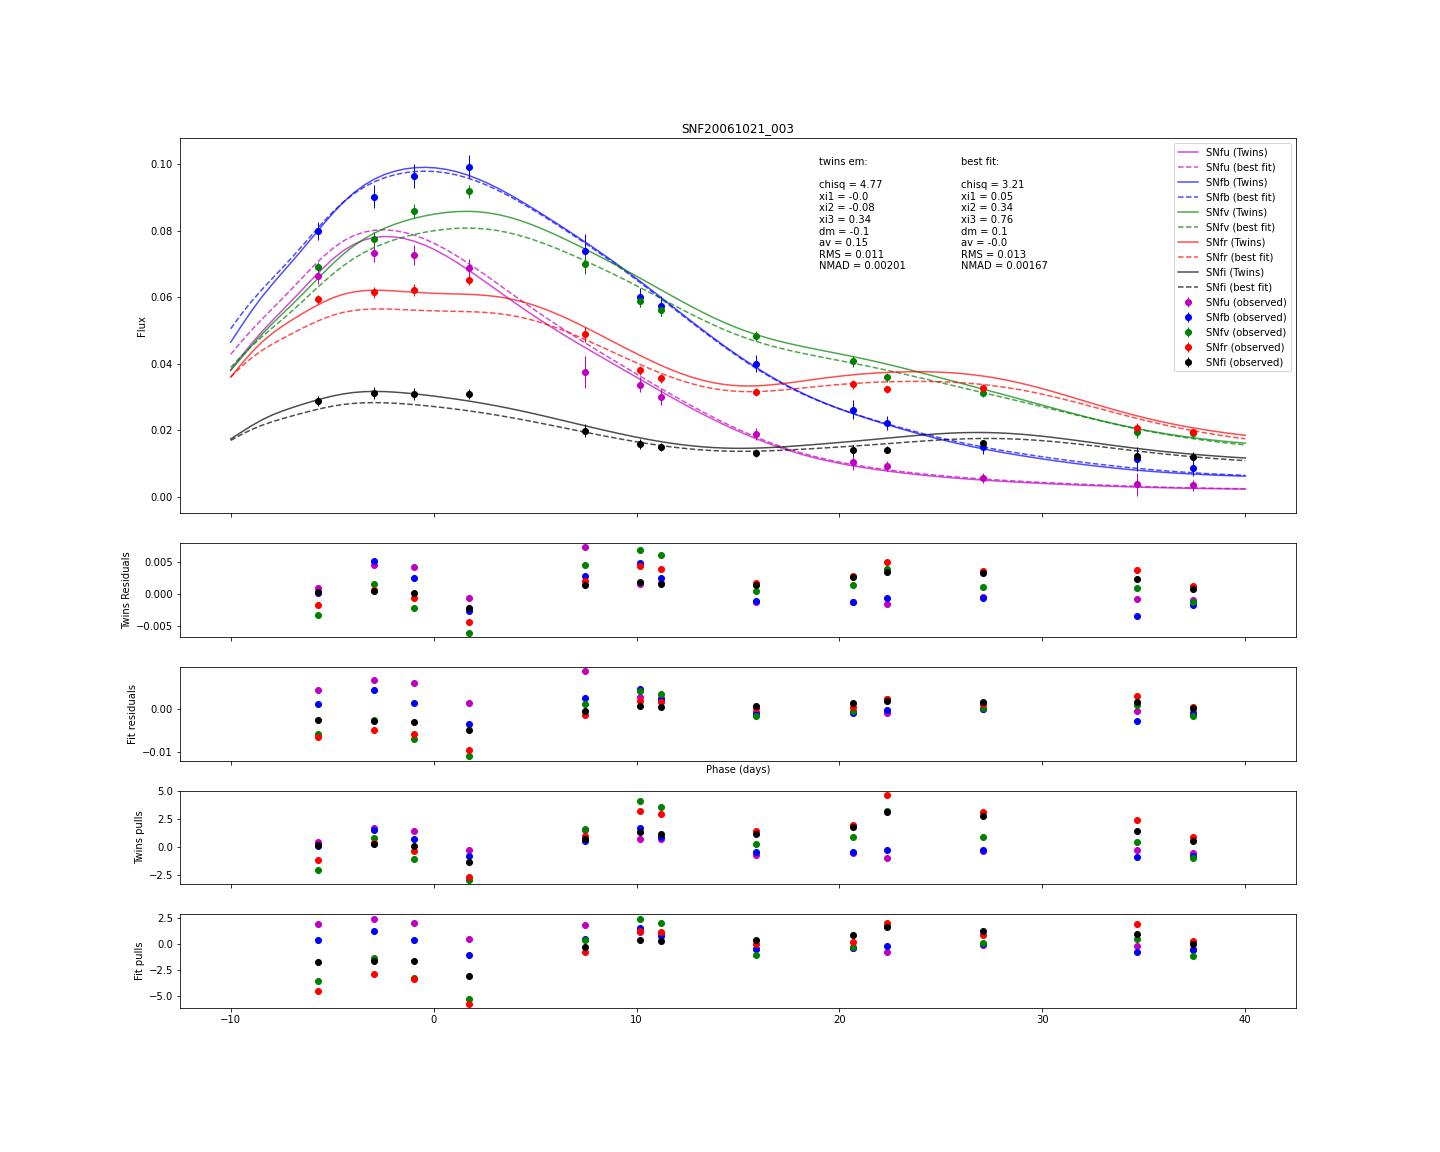 SNF20061021_003
Flux
0.10
0.08
0.06
0.04
0.02
0.00
twins em:
chisq = 4.77
xi1 = -0.0
xi2 = -0.08
xi3 = 0.34
dm = -0.1
av = 0.15
RMS = 0.011
NMAD = 0.00201
best fit:
chisq = 3.21
xi1 = 0.05
xi2 = 0.34
xi3 = 0.76
dm = 0.1
av = -0.0
RMS = 0.013
NMAD = 0.00167
SNfu (Twins)
SNfu (best fit)
SNfb (Twins)
SNfb (best fit)
SNfv (Twins)
SNfv (best fit)
SNfr (Twins)
SNfr (best fit)
SNfi (Twins)
SNfi (best fit)
SNfu (observed)
SNfb (observed)
SNfv (observed)
SNfr (observed)
SNfi (observed)
Twins Residuals
0.005
0.000
−0.005
Fit residuals
0.00
−0.01
Phase (days)
Twins pulls
5.0
2.5
0.0
−2.5
Fit pulls
2.5
0.0
−2.5
−5.0
−10 0 10 20 30 40